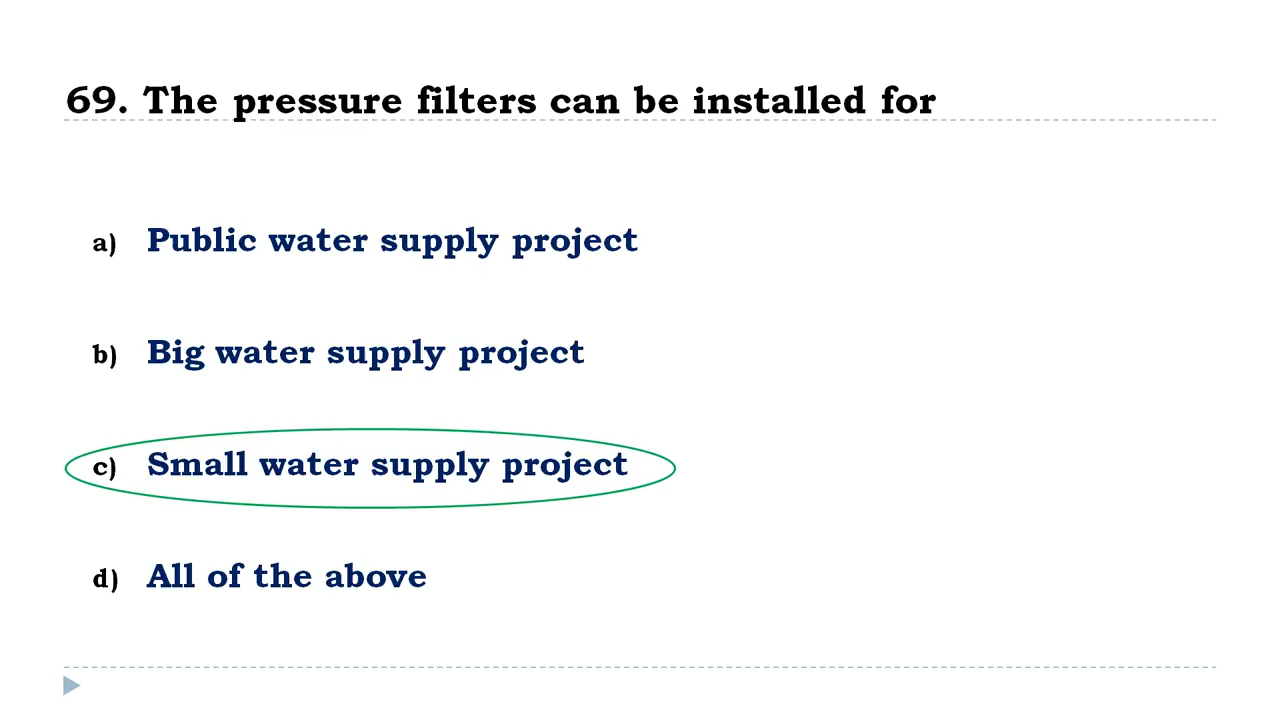 69. The pressure filters can be installed for
a) Public water supply project
b) Big water supply project
c) Small water supply project
d) All of the above